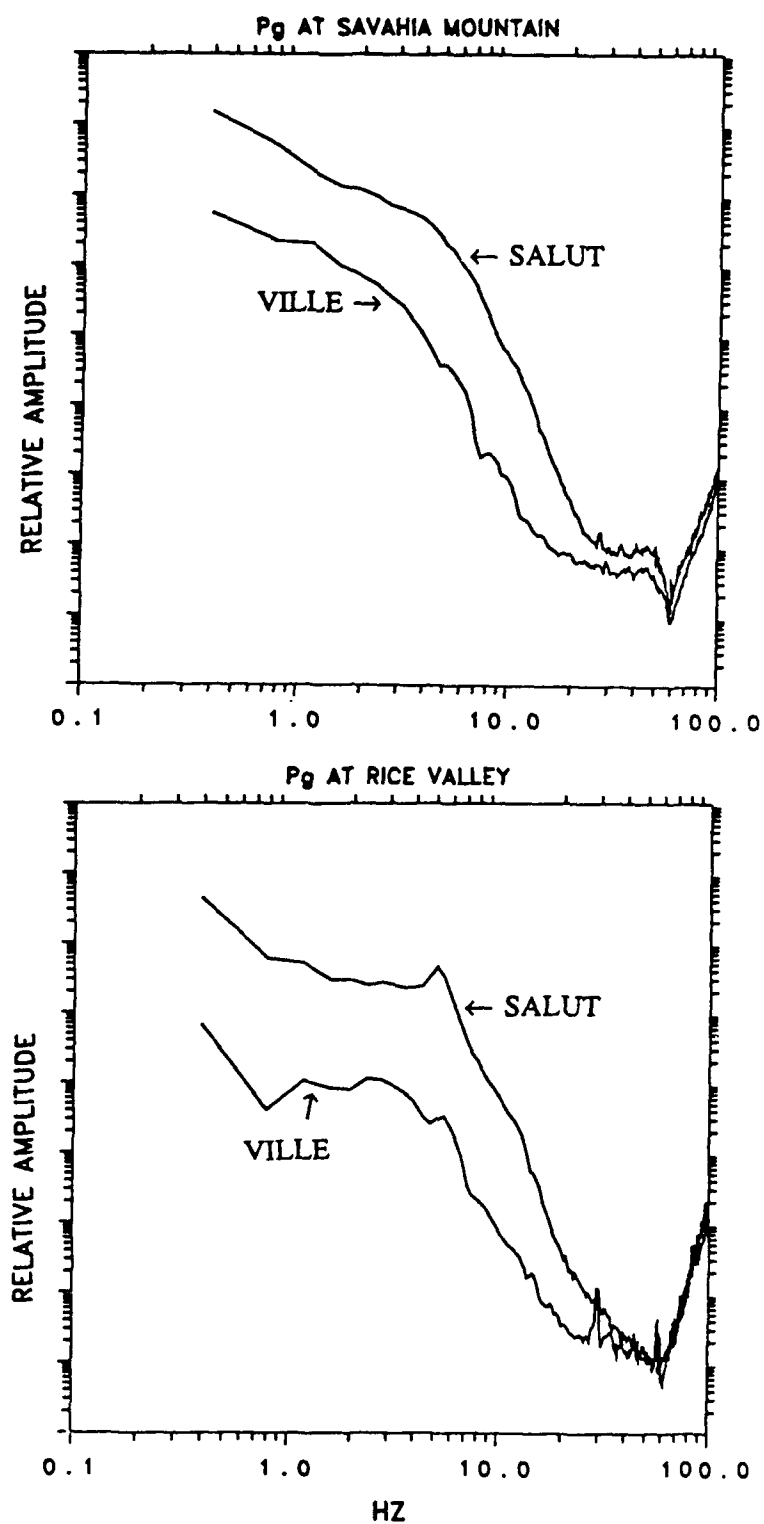 Pg AT SAVAHIA MOUNTAIN
RELATIVE AMPLITUDE
← SALUT
VILLE →
0.1 1.0 10.0 100.0
Pg AT RICE VALLEY
RELATIVE AMPLITUDE
← SALUT
↑
VILLE
0.1 1.0 10.0 100.0
HZ